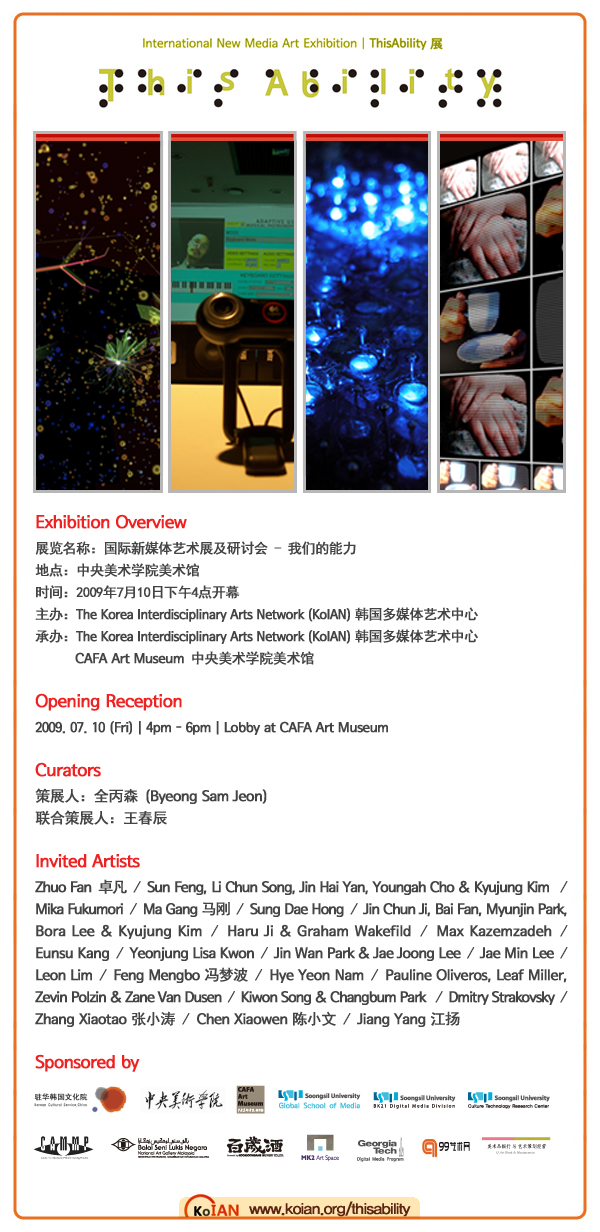 International New Media Art Exhibition | ThisAbility 展
This Ability
ADAPTIVE USE
MUSICAL INSTRUMENT
Exhibition Overview
展览名称：国际新媒体艺术展及研讨会 - 我们的能力
地点：中央美术学院美术馆
时间：2009年7月10日下午4点开幕
主办：The Korea Interdisciplinary Arts Network (KoIAN) 韩国多媒体艺术中心
承办：The Korea Interdisciplinary Arts Network (KoIAN) 韩国多媒体艺术中心
CAFA Art Museum 中央美术学院美术馆
Opening Reception
2009. 07. 10 (Fri) | 4pm - 6pm | Lobby at CAFA Art Museum
Curators
策展人：全丙森 (Byeong Sam Jeon)
联合策展人：王春辰
Invited Artists
Zhuo Fan 卓凡 / Sun Feng, Li Chun Song, Jin Hai Yan, Youngah Cho & Kyujung Kim /
Mika Fukumori / Ma Gang 马刚 / Sung Dae Hong / Jin Chun Ji, Bai Fan, Myunjin Park,
Bora Lee & Kyujung Kim / Haru Ji & Graham Wakefild / Max Kazemzadeh /
Eunsu Kang / Yeonjung Lisa Kwon / Jin Wan Park & Jae Joong Lee / Jae Min Lee /
Leon Lim / Feng Mengbo 冯梦波 / Hye Yeon Nam / Pauline Oliveros, Leaf Miller,
Zevin Polzin & Zane Van Dusen / Kiwon Song & Changbum Park / Dmitry Strakovsky /
Zhang Xiaotao 张小涛 / Chen Xiaowen 陈小文 / Jiang Yang 江扬
Sponsored by
驻华韩国文化院
Korean Cultural Service, China
中央美術学院
CAFA
Art
Museum
Soongsil University
Global School of Media
Soongsil University
BK21 Digital Media Division
Soongsil University
Culture Technology Research Center
CAMMP
Balai Seni Lukis Negara
National Art Gallery Malaysia
百歲酒
MK2 Art Space
Georgia
Tech
Digital Media Program
KoIAN www.koian.org/thisability